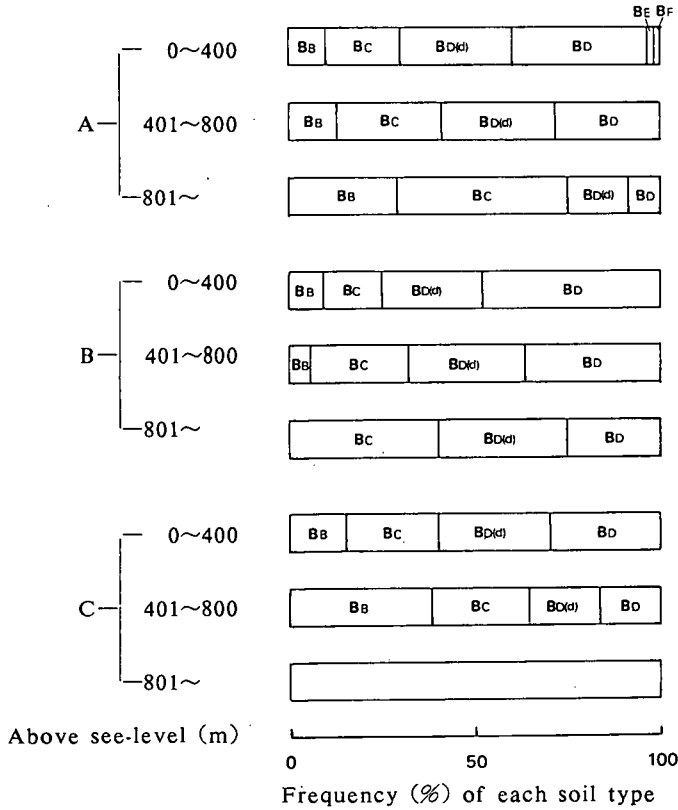 BE BF
0~400 BB BC BD(d) BD
A 401~800 BB BC BD(d) BD
801~ BB BC BD(d) BD
0~400 BB BC BD(d) BD
B 401~800 BB BC BD(d) BD
801~ BC BD(d) BD
0~400 BB BC BD(d) BD
C 401~800 BB BC BD(d) BD
801~
Above see-level (m) 0 50 100
Frequency (%) of each soil type